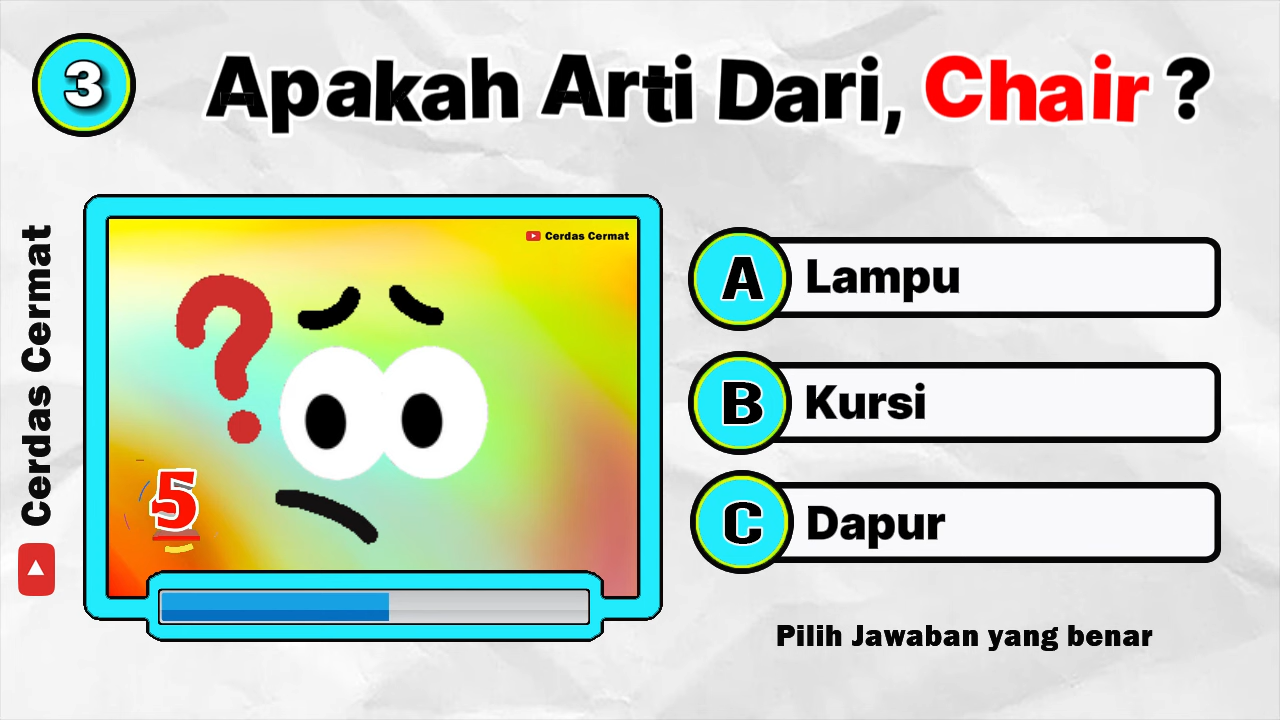 3
Apakah Arti Dari, Chair ?
Cerdas Cermat
Cerdas Cermat
?
5
A Lampu
B Kursi
C Dapur
Pilih Jawaban yang benar